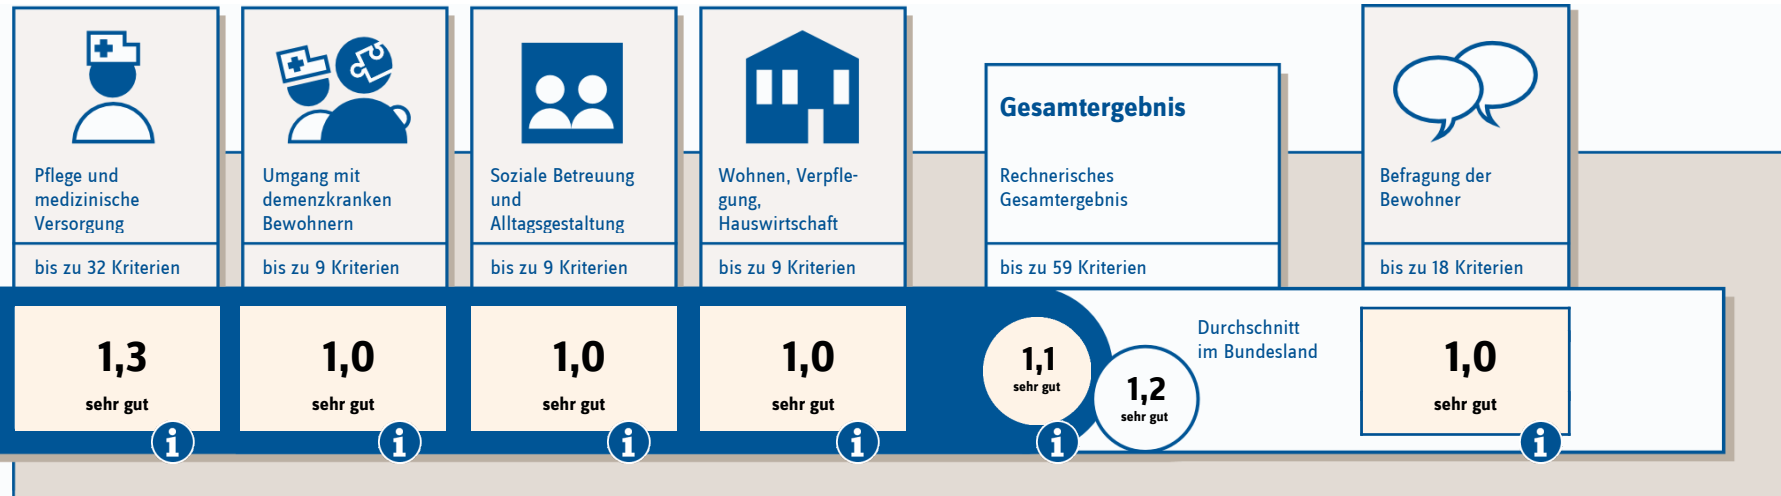 Pflege und
medizinische
Versorgung
bis zu 32 Kriterien
1,3
sehr gut
i
Umgang mit
demenzkranken
Bewohnern
bis zu 9 Kriterien
1,0
sehr gut
i
Soziale Betreuung
und
Alltagsgestaltung
bis zu 9 Kriterien
1,0
sehr gut
i
Wohnen, Verpfle-
gung,
Hauswirtschaft
bis zu 9 Kriterien
1,0
sehr gut
i
Gesamtergebnis
Rechnerisches
Gesamtergebnis
bis zu 59 Kriterien
1,1
sehr gut
i
1,2
sehr gut
Durchschnitt
im Bundesland
Befragung der
Bewohner
bis zu 18 Kriterien
1,0
sehr gut
i